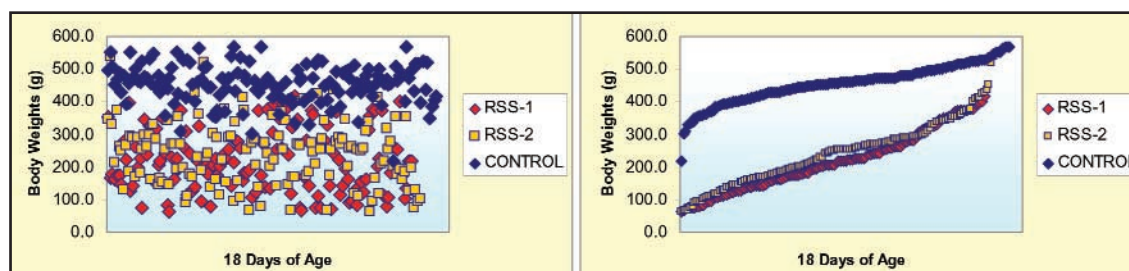 600.0
500.0
400.0
300.0
200.0
100.0
0.0
Body Weights (g)
18 Days of Age
RSS-1
RSS-2
CONTROL
600.0
500.0
400.0
300.0
200.0
100.0
0.0
Body Weights (g)
18 Days of Age
RSS-1
RSS-2
CONTROL